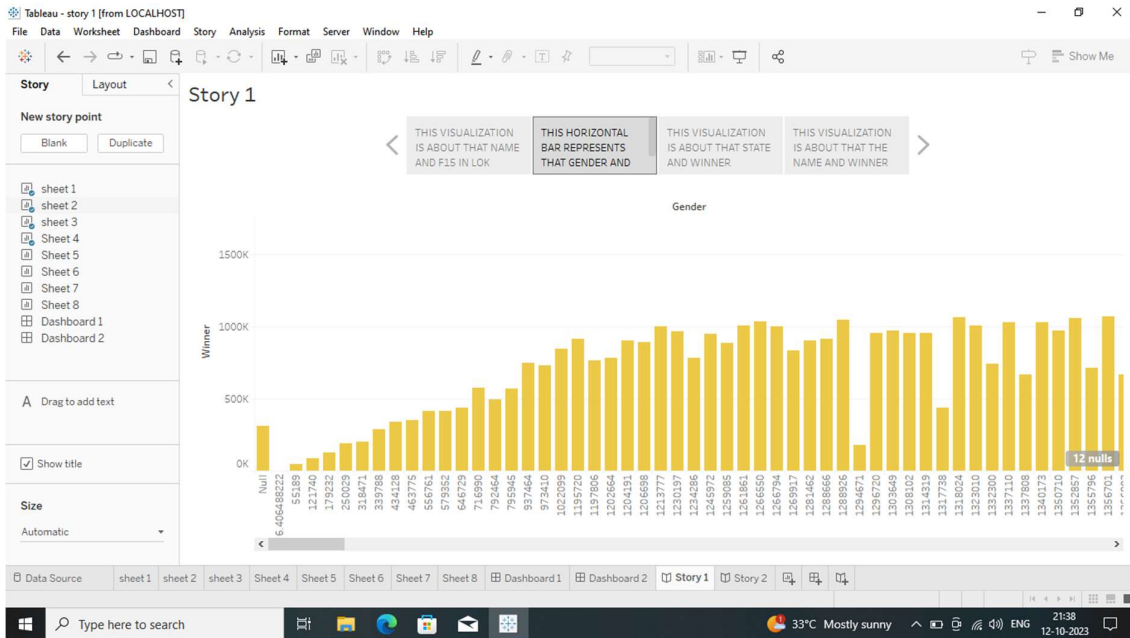 Tableau - story 1 [from LOCALHOST]
File Data Worksheet Dashboard Story Analysis Format Server Window Help
Show Me
Story Layout
New story point
Blank Duplicate
sheet 1
sheet 2
sheet 3
Sheet 4
Sheet 5
Sheet 6
Sheet 7
Sheet 8
Dashboard 1
Dashboard 2
A Drag to add text
Show title
Size
Automatic
Story 1
THIS VISUALIZATION
IS ABOUT THAT NAME
AND F15 IN LOK
THIS HORIZONTAL
BAR REPRESENTS
THAT GENDER AND
THIS VISUALIZATION
IS ABOUT THAT STATE
AND WINNER
THIS VISUALIZATION
IS ABOUT THAT THE
NAME AND WINNER
Gender
Winner
1500K
1000K
500K
0K
12 nulls
Null
6.40648822
55189
121740
179232
250029
318471
339788
434128
463775
556761
579352
646729
716990
792464
795945
937464
973410
1022099
1195720
1197806
1202664
1204191
1206698
1213777
1230197
1234286
1245972
1259085
1261861
1266550
1266794
1269917
1281462
1288666
1288926
1294671
1296720
1303649
1308102
1314319
1317738
1318024
1323010
1332300
1337110
1337808
1340173
1350710
1352857
1355796
1356701
Data Source sheet 1 sheet 2 sheet 3 Sheet 4 Sheet 5 Sheet 6 Sheet 7 Sheet 8 Dashboard 1 Dashboard 2 Story 1 Story 2
Type here to search
33°C Mostly sunny
ENG
21:38
12-10-2023